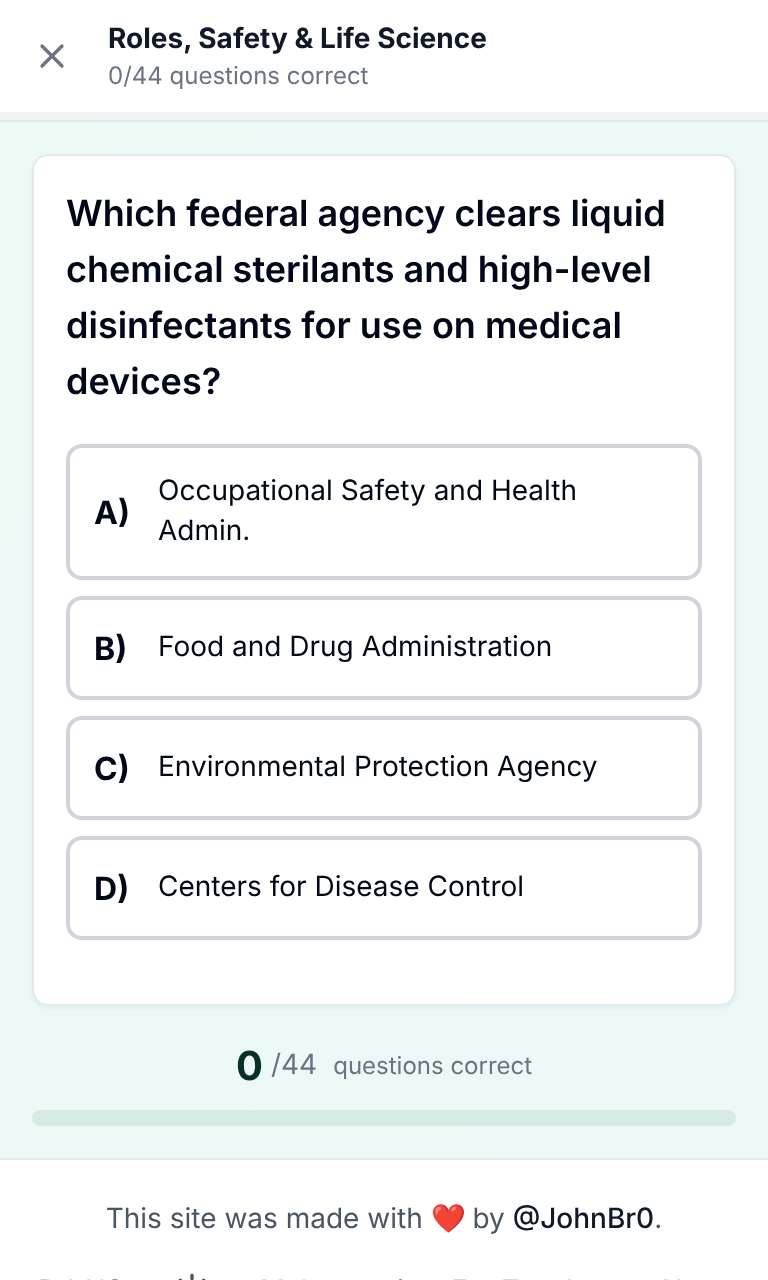 Roles, Safety & Life Science
0/44 questions correct
Which federal agency clears liquid
chemical sterilants and high-level
disinfectants for use on medical
devices?
A) Occupational Safety and Health
Admin.
B) Food and Drug Administration
C) Environmental Protection Agency
D) Centers for Disease Control
0 /44 questions correct
This site was made with ❤️ by @JohnBr0.